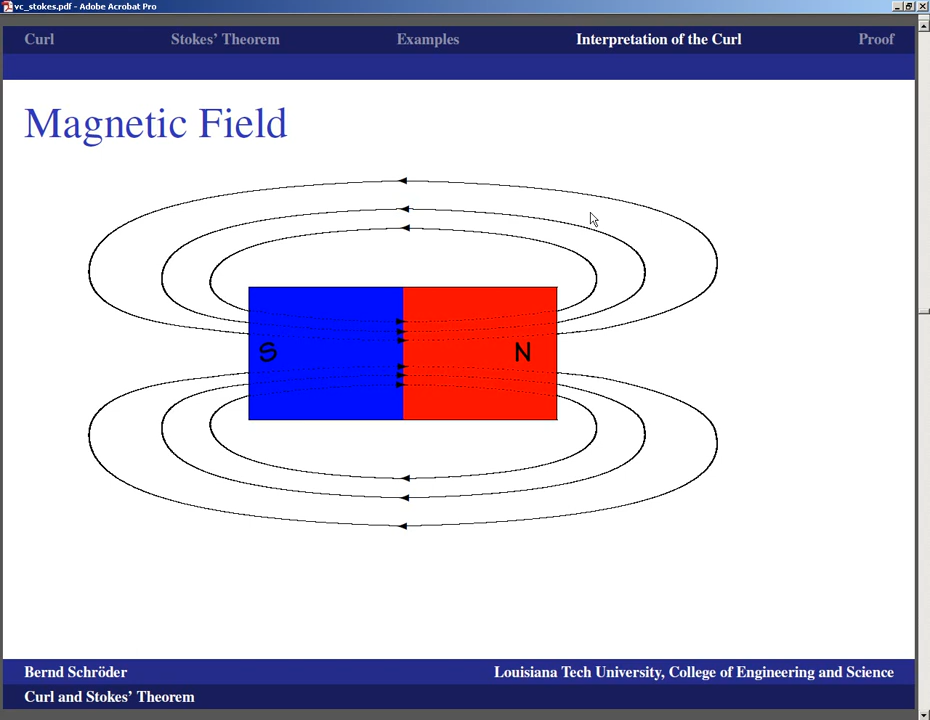 vc_stokes.pdf - Adobe Acrobat Pro
Curl Stokes' Theorem Examples Interpretation of the Curl Proof
Magnetic Field
S N
Bernd Schröder Louisiana Tech University, College of Engineering and Science
Curl and Stokes' Theorem